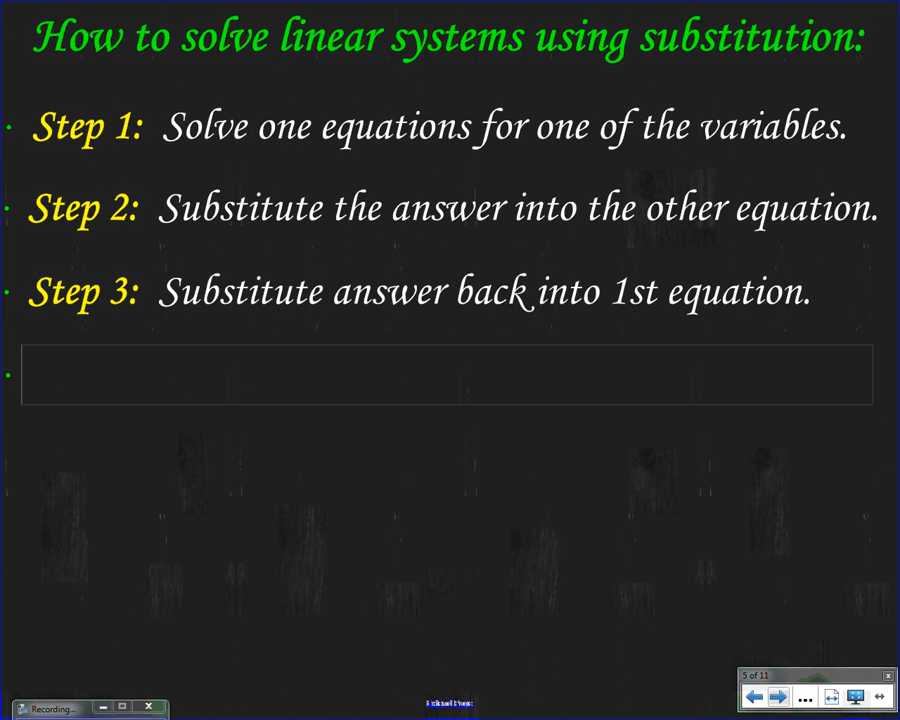 How to solve linear systems using substitution:
Step 1: Solve one equations for one of the variables.
Step 2: Substitute the answer into the other equation.
Step 3: Substitute answer back into 1st equation.
5 of 11
Recording...